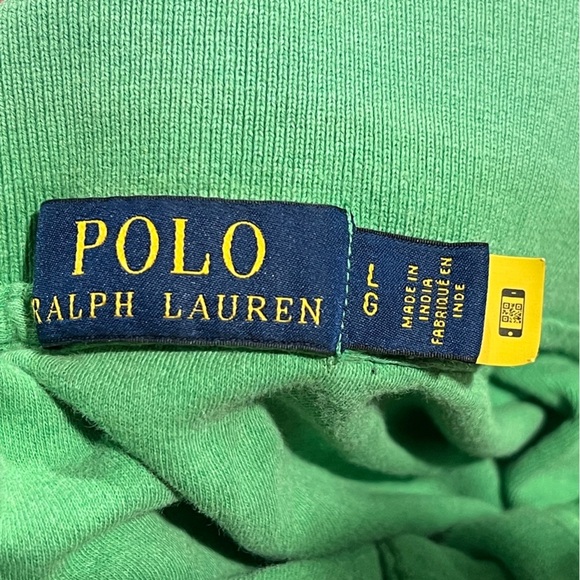 POLO
RALPH LAUREN
L
G
MADE IN
INDIA
FABRIQUÉ EN
INDE